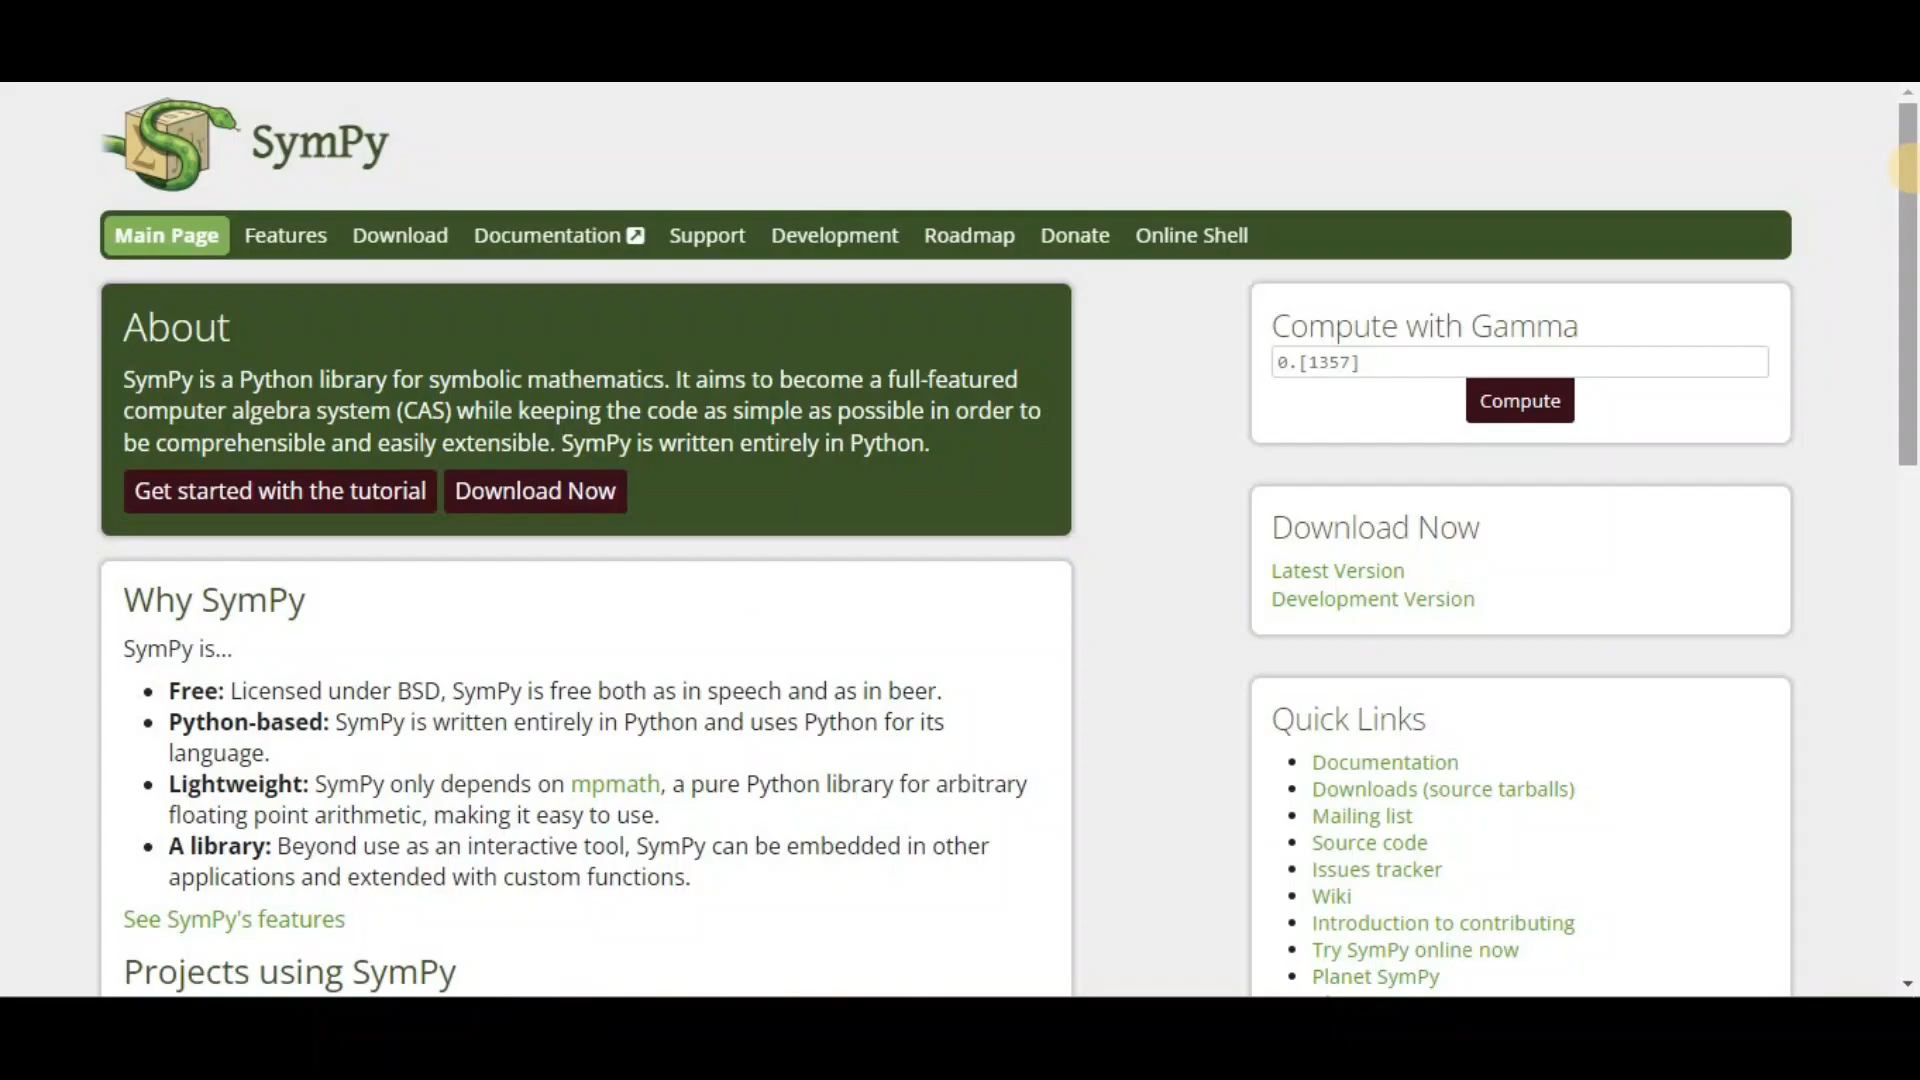 SymPy
Main Page Features Download Documentation Support Development Roadmap Donate Online Shell
About
SymPy is a Python library for symbolic mathematics. It aims to become a full-featured
computer algebra system (CAS) while keeping the code as simple as possible in order to
be comprehensible and easily extensible. SymPy is written entirely in Python.
Get started with the tutorial Download Now
Why SymPy
SymPy is...
Free: Licensed under BSD, SymPy is free both as in speech and as in beer.
Python-based: SymPy is written entirely in Python and uses Python for its
language.
Lightweight: SymPy only depends on mpmath, a pure Python library for arbitrary
floating point arithmetic, making it easy to use.
A library: Beyond use as an interactive tool, SymPy can be embedded in other
applications and extended with custom functions.
See SymPy's features
Projects using SymPy
Compute with Gamma
0.[1357]
Compute
Download Now
Latest Version
Development Version
Quick Links
Documentation
Downloads (source tarballs)
Mailing list
Source code
Issues tracker
Wiki
Introduction to contributing
Try SymPy online now
Planet SymPy